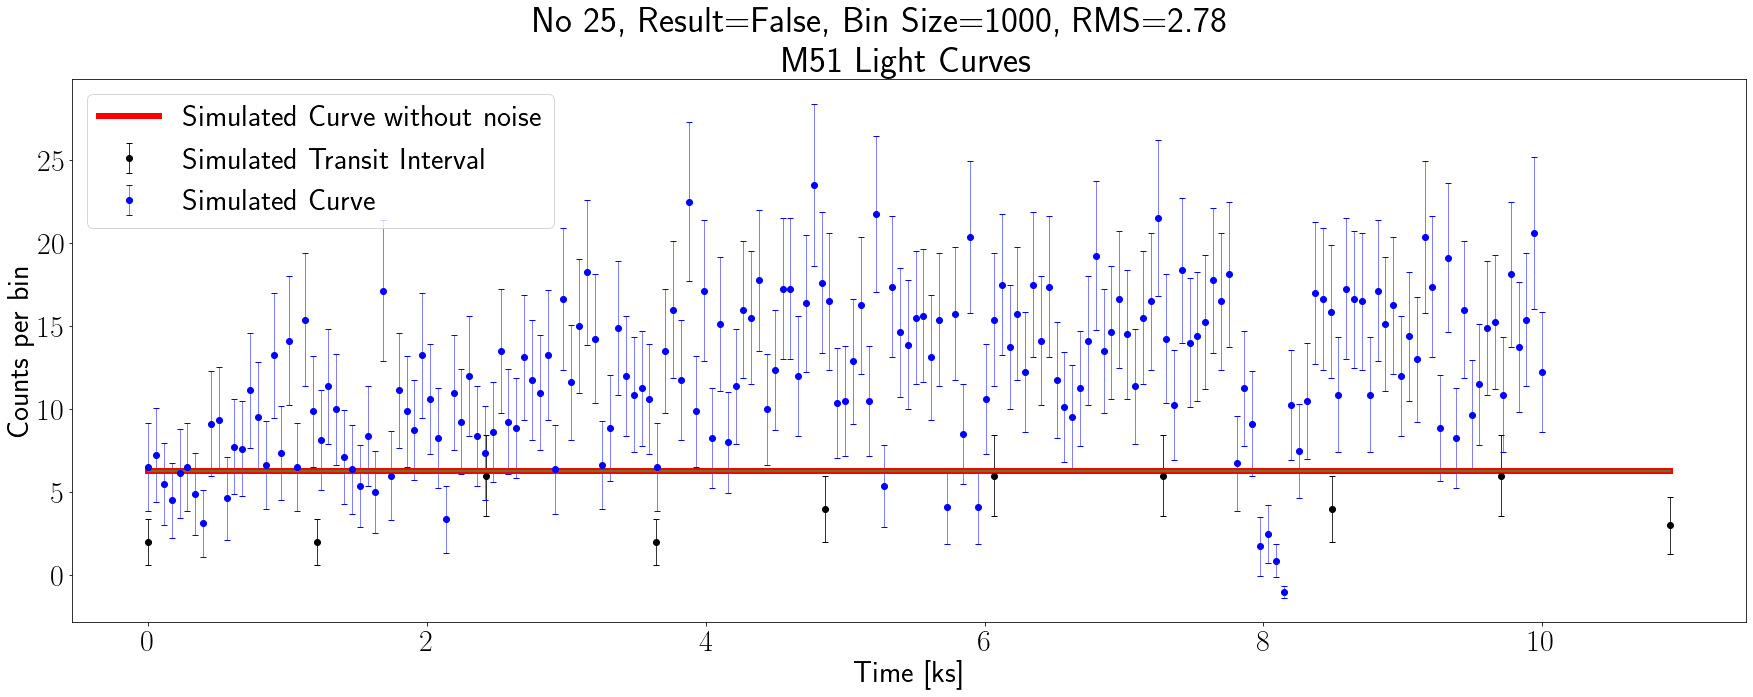 No 25, Result=False, Bin Size=1000, RMS=2.78
M51 Light Curves
Simulated Curve without noise
Simulated Transit Interval
Simulated Curve
Counts per bin
25
20
15
10
5
0
0 2 4 6 8 10
Time [ks]